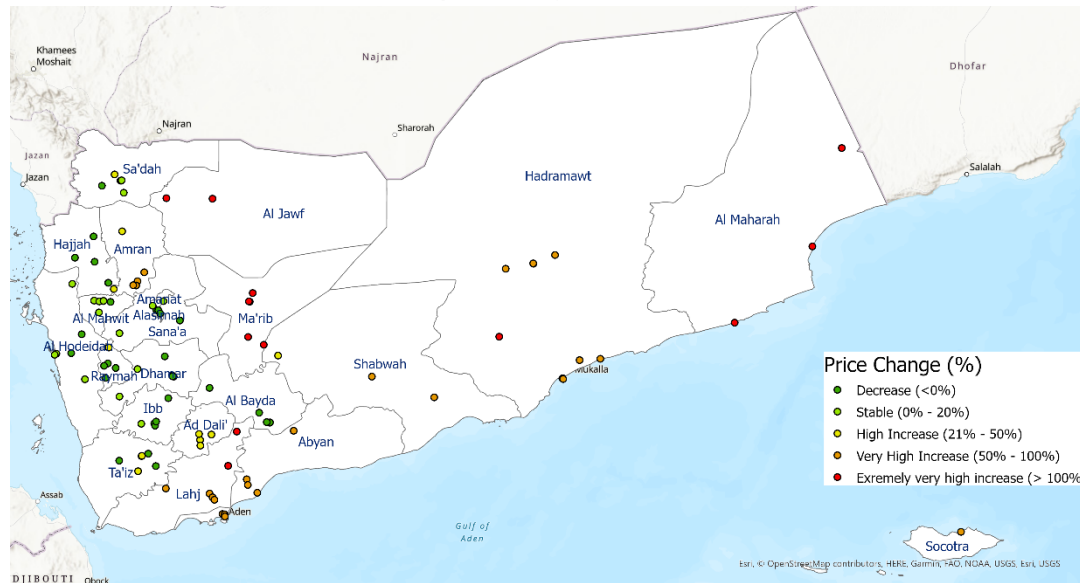 Khamees
Moshait
Najran
Dhofar
Najran
Sharorah
Jazan
Jazan
Salalah
Sa'dah
Hadramawt
Al Jawf
Al Maharah
Hajjah
Amran
Amanat
Alasimah
Sana'a
Al Mahwit
Ma'rib
Al Hodeidah
Raymah
Dhamar
Shabwah
Mukalla
Al Bayda
Ibb
Ad Dali'
Abyan
Ta'iz
Lahj
Aden
Assab
Gulf of
Aden
Socotra
DJIBOUTI
Obock
Price Change (%)
Decrease (<0%)
Stable (0% - 20%)
High Increase (21% - 50%)
Very High Increase (50% - 100%)
Exremely very high increase (> 100%
Esri, © OpenStreetMap contributors, HERE, Garmin, FAO, NOAA, USGS, Esri, USGS